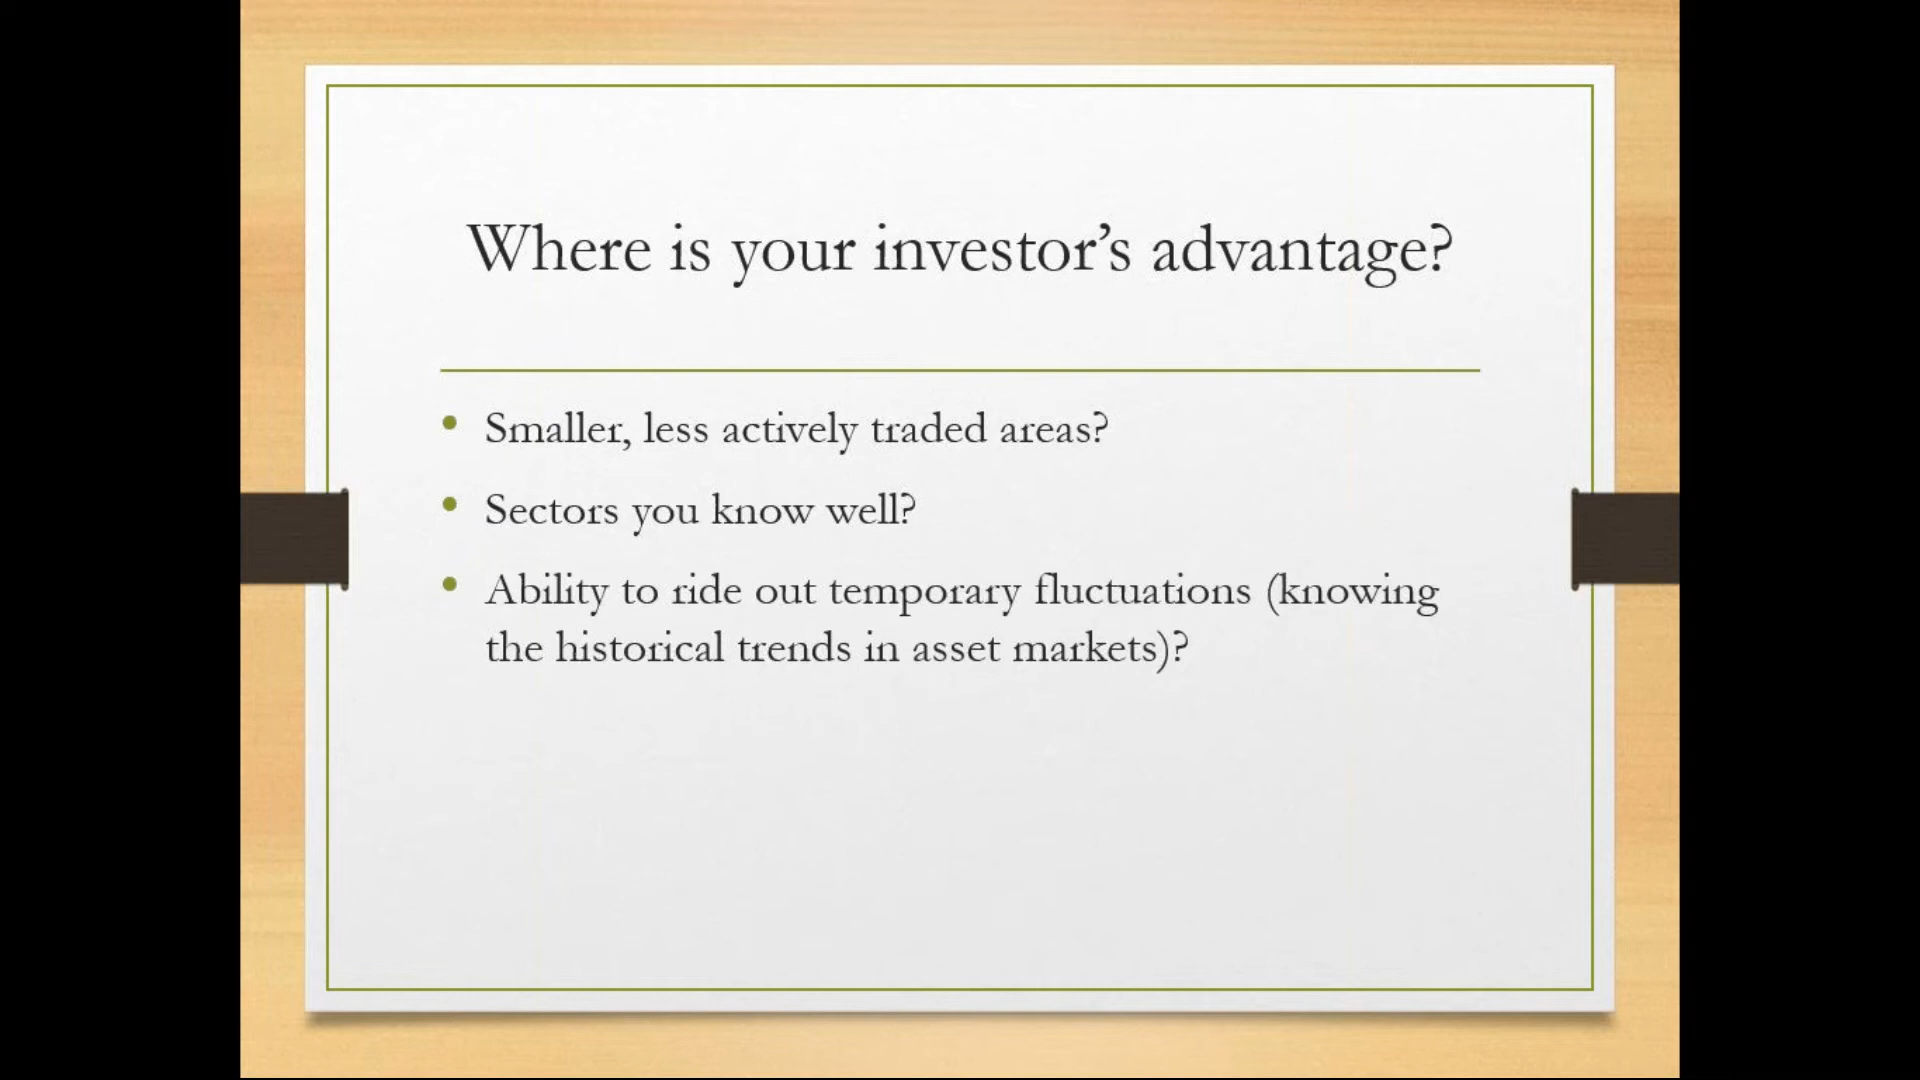 Where is your investor’s advantage?
• Smaller, less actively traded areas?
• Sectors you know well?
• Ability to ride out temporary fluctuations (knowing
the historical trends in asset markets)?